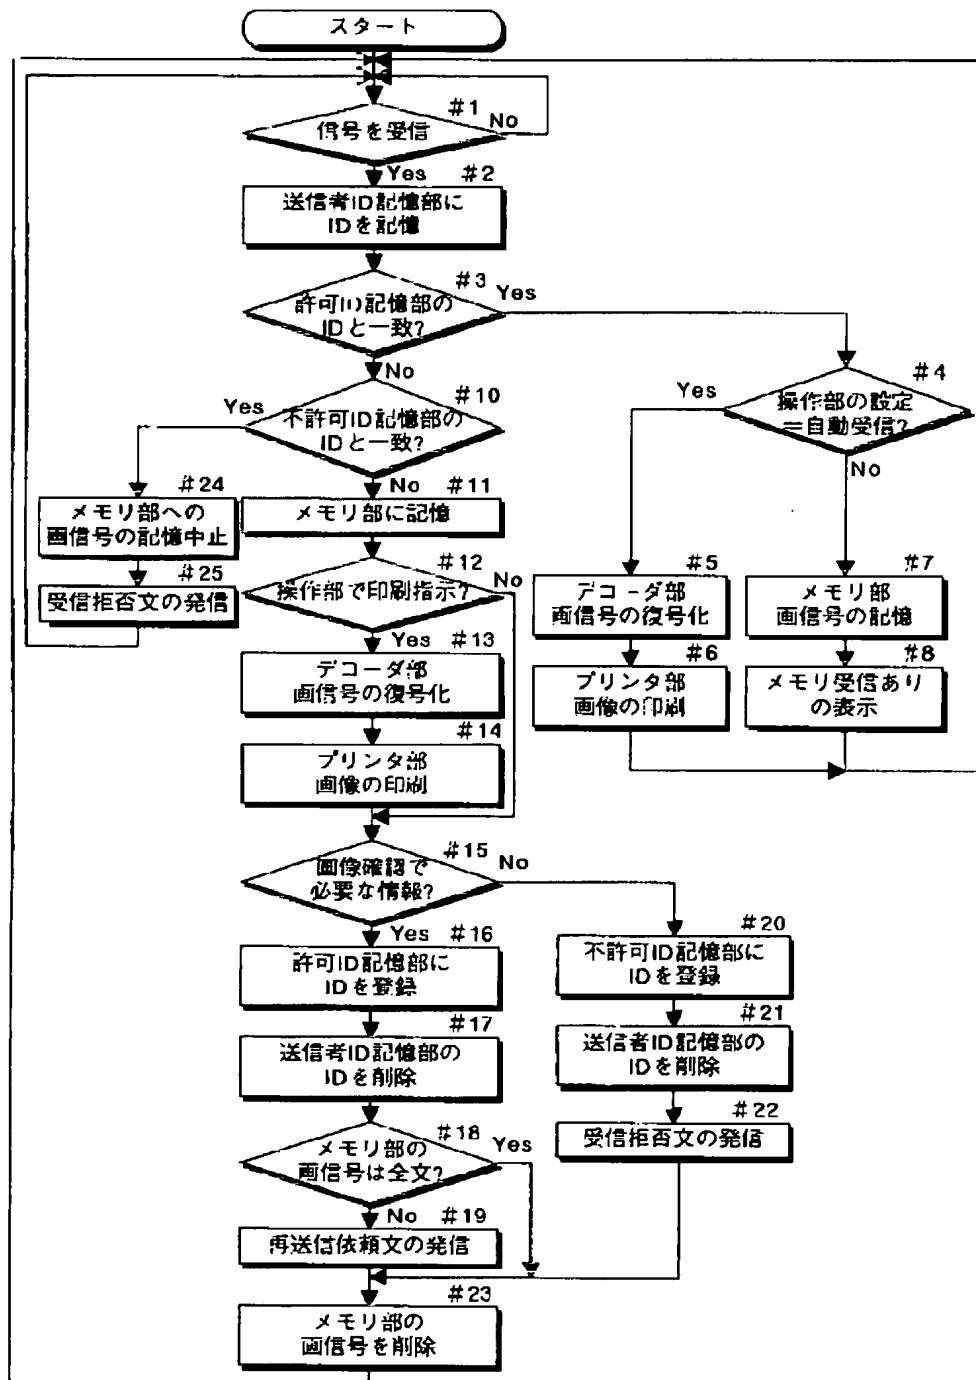 スタート
#1
信号を受信
No
Yes
#2
送信者ID記憶部に
IDを記憶
#3
Yes
許可ID記憶部の
IDと一致?
No
#4
Yes
操作部の設定
=自動受信?
No
#10
Yes
不許可ID記憶部の
IDと一致?
No
#11
メモリ部に記憶
#24
メモリ部への
画信号の記憶中止
#25
受信拒否文の発信
#12
操作部で印刷指示?
No
Yes
#13
デコーダ部
画信号の復号化
#14
プリンタ部
画像の印刷
#5
デコーダ部
画信号の復号化
#6
プリンタ部
画像の印刷
#7
メモリ部
画信号の記憶
#8
メモリ受信あり
の表示
#15
画像確認で
必要な情報?
No
Yes
#16
許可ID記憶部に
IDを登録
#17
送信者ID記憶部の
IDを削除
#18
メモリ部の
画信号は全文?
Yes
No
#19
再送信依頼文の発信
#20
不許可ID記憶部に
IDを登録
#21
送信者ID記憶部の
IDを削除
#22
受信拒否文の発信
#23
メモリ部の
画信号を削除